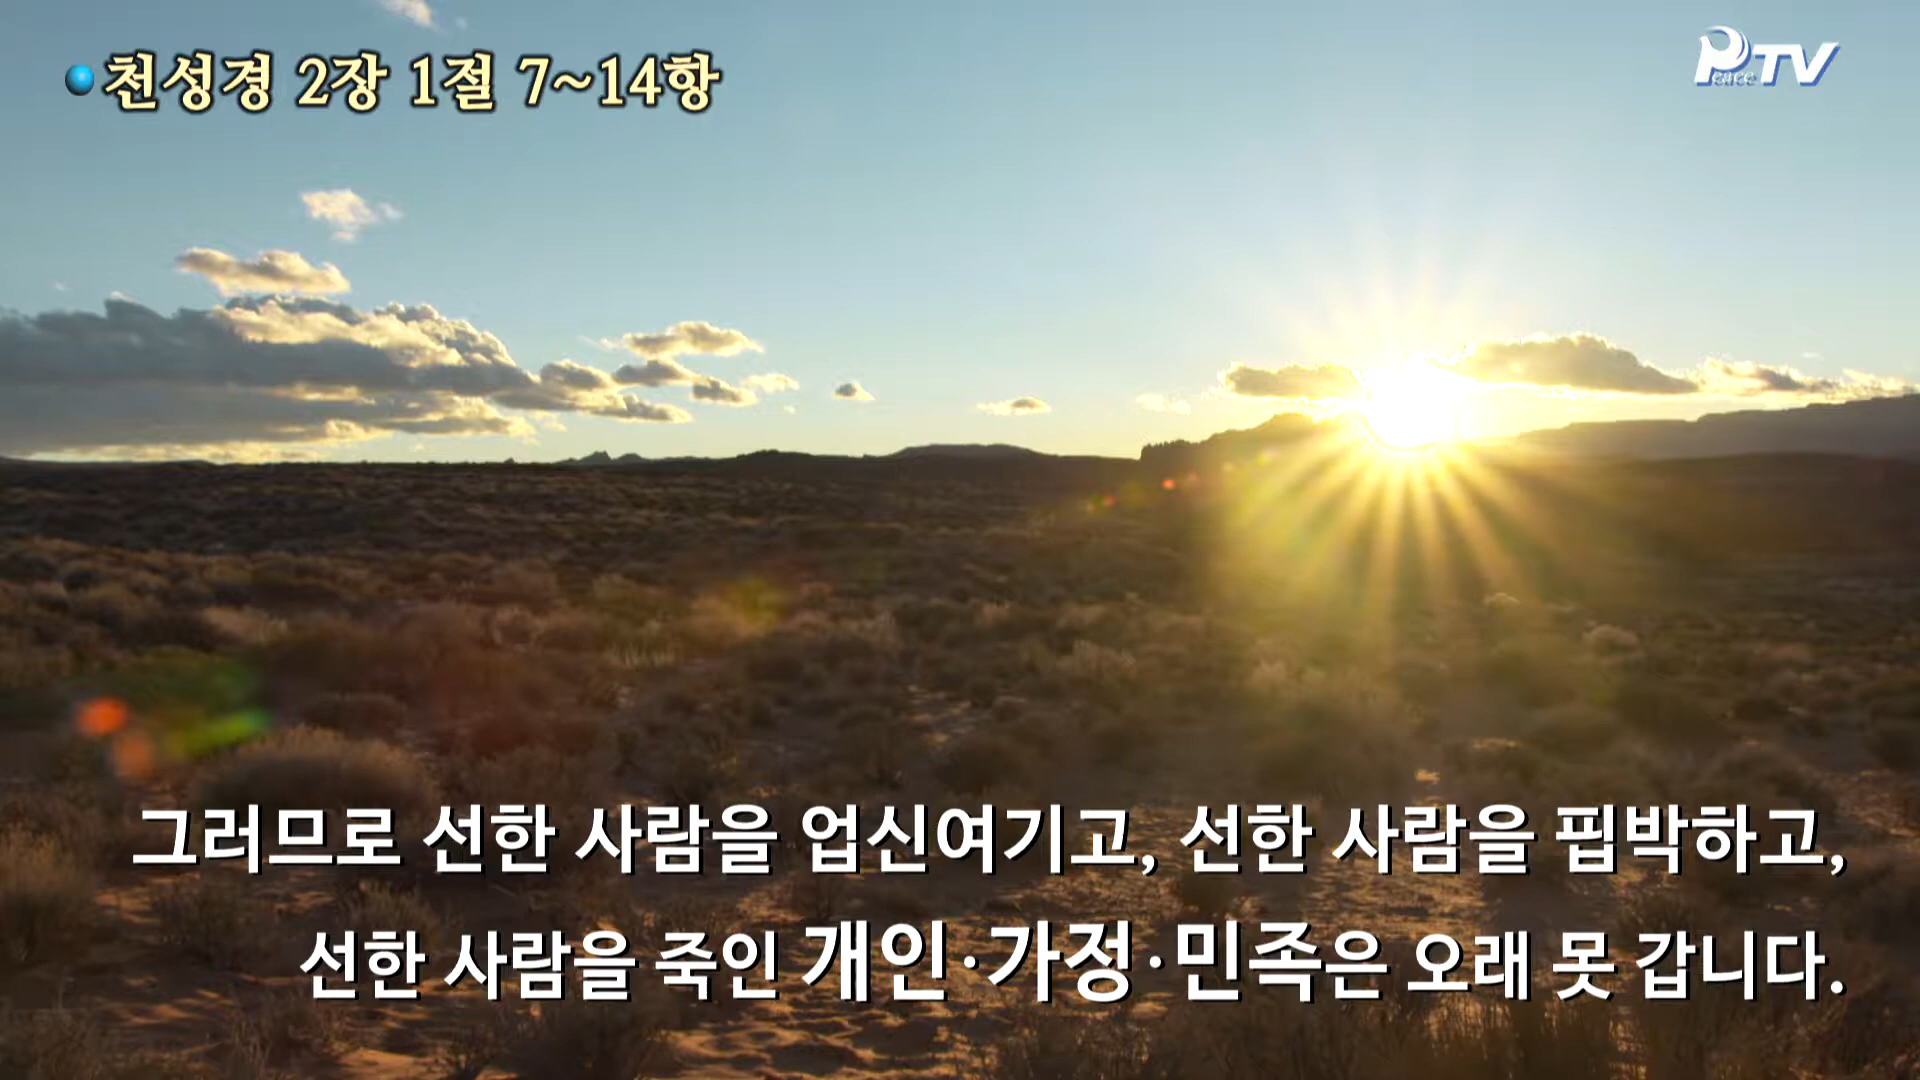 천성경 2장 1절 7~14항
Peace TV
그러므로 선한 사람을 업신여기고, 선한 사람을 핍박하고,
선한 사람을 죽인 개인·가정·민족은 오래 못 갑니다.